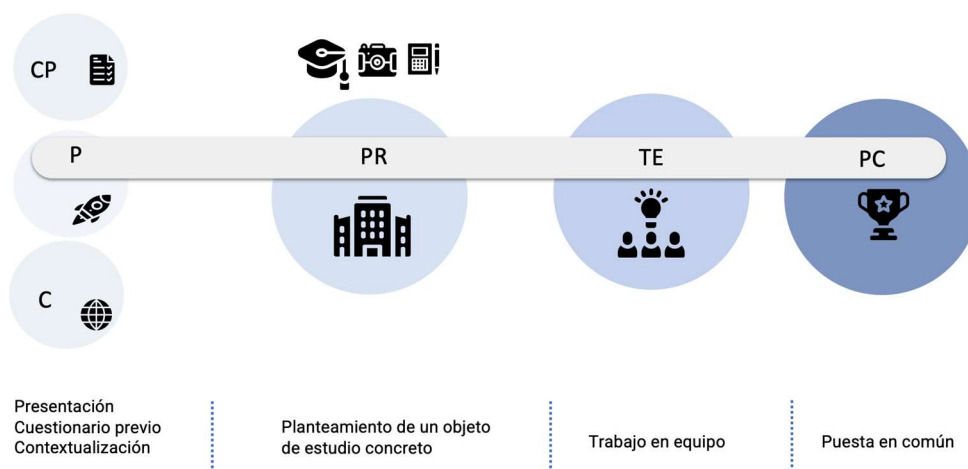 CP
P
PR
TE
PC
C
Presentación
Cuestionario previo
Contextualización
Planteamiento de un objeto
de estudio concreto
Trabajo en equipo
Puesta en común